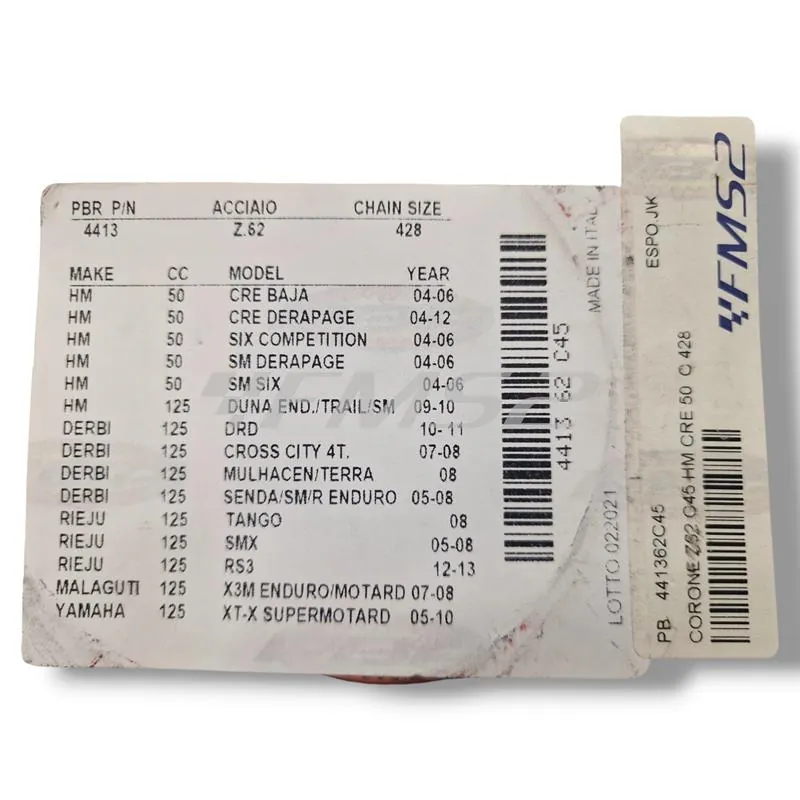 PBR P/N ACCIAIO CHAIN SIZE
4413 Z.62 428
MAKE CC MODEL YEAR
HM 50 CRE BAJA 04-06
HM 50 CRE DERAPAGE 04-12
HM 50 SIX COMPETITION 04-06
HM 50 SM DERAPAGE 04-06
HM 50 SM SIX 04-06
HM 125 DUNA END./TRAIL/SM 09-10
DERBI 125 DRD 10-11
DERBI 125 CROSS CITY 4T. 07-08
DERBI 125 MULHACEN/TERRA 08
DERBI 125 SENDA/SM/R ENDURO 05-08
RIEJU 125 TANGO 08
RIEJU 125 SMX 05-08
RIEJU 125 RS3 12-13
MALAGUTI 125 X3M ENDURO/MOTARD 07-08
YAMAHA 125 XT-X SUPERMOTARD 05-10
4413 62 C45
MADE IN ITAL
LOTTO 022021
FMS2
ESPO,J\K
PB 441362C45
CORONE Z62 C45 HM CRE 50 C 428
FMS2